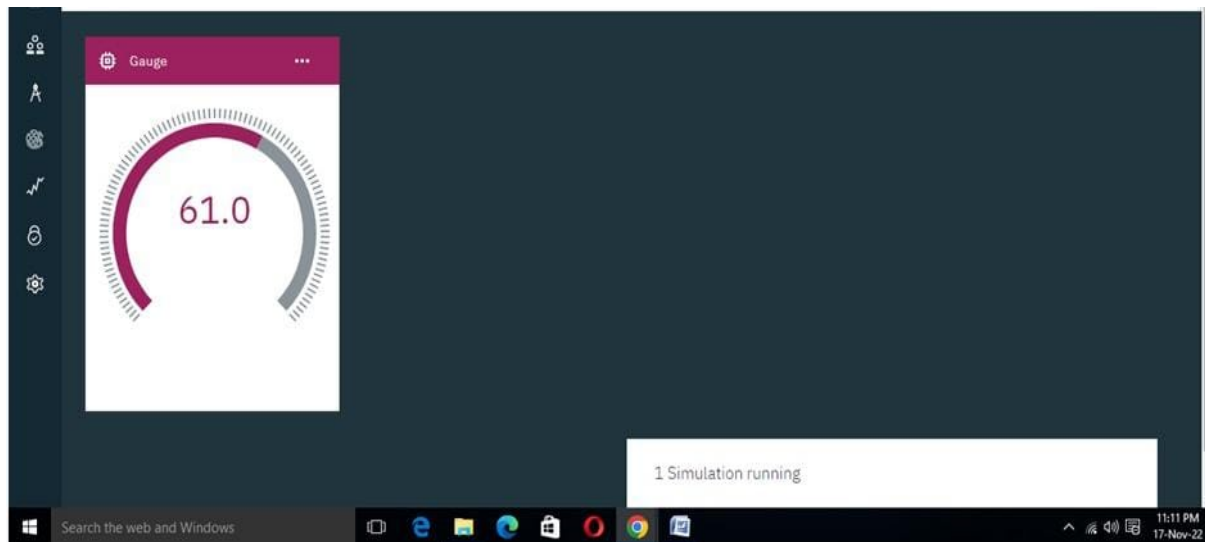 Gauge
61.0
1 Simulation running
Search the web and Windows
11:11 PM
17-Nov-22